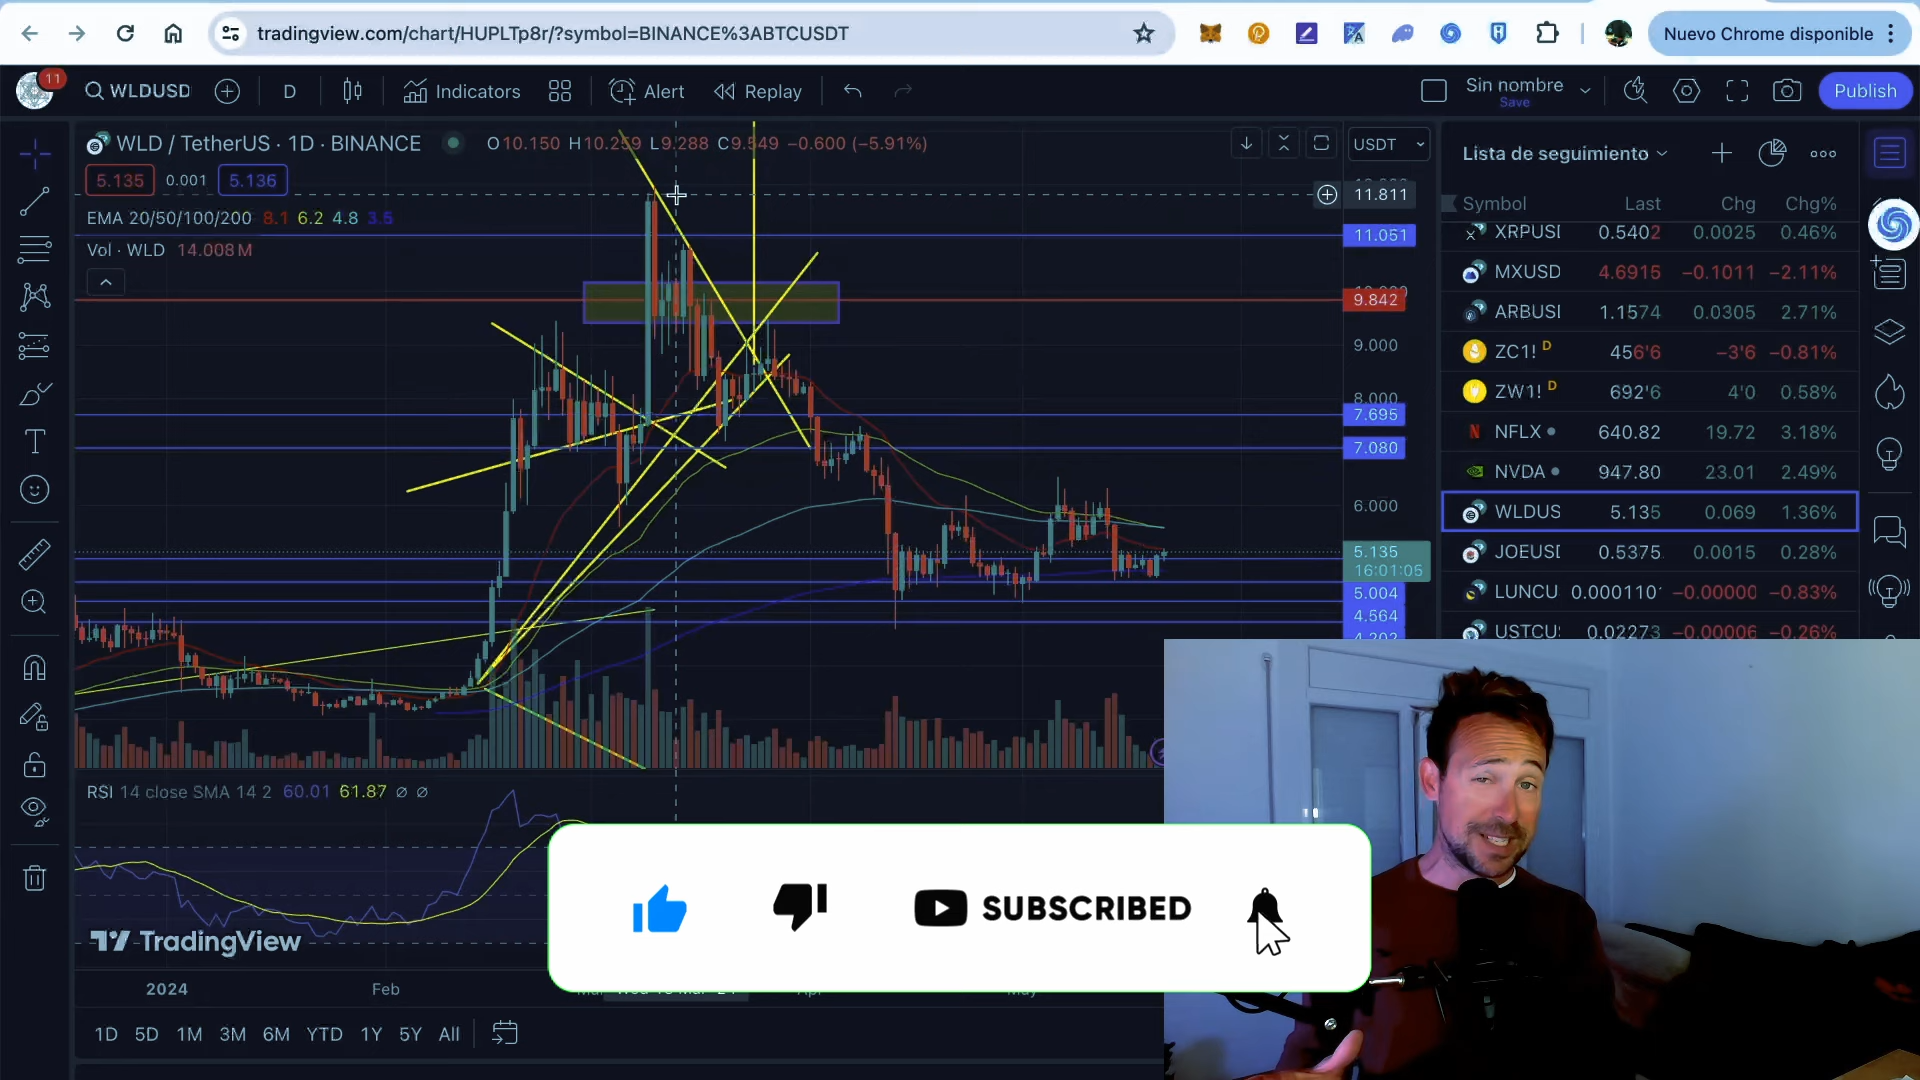 tradingview.com/chart/HUPLTp8r/?symbol=BINANCE%3ABTCUSDT
Nuevo Chrome disponible
11
WLDUSD
D
Indicators
Alert
Replay
Sin nombre
Save
Publish
WLD / TetherUS · 1D · BINANCE
O10.150 H10.259 L9.288 C9.549 −0.600 (−5.91%)
USDT
Lista de seguimiento
5.135
0.001
5.136
11.811
Symbol
Last
Chg
Chg%
EMA 20/50/100/200 8.1 6.2 4.8 3.5
Vol · WLD 14.008M
11.051
9.842
9.000
8.000
7.695
7.080
6.000
5.135
16:01:05
5.004
4.564
XRPUSI 0.5402 0.0025 0.46%
MXUSD 4.6915 −0.1011 −2.11%
ARBUSI 1.1574 0.0305 2.71%
ZC1! D 456'6 −3'6 −0.81%
ZW1! D 692'6 4'0 0.58%
NFLX 640.82 19.72 3.18%
NVDA 947.80 23.01 2.49%
WLDUS 5.135 0.069 1.36%
JOEUSI 0.5375 0.0015 0.28%
LUNCU 0.000110 −0.00000 −0.83%
USTCU 0.02273 −0.00006 −0.26%
RSI 14 close SMA 14 2 60.01 61.87 ∅ ∅
TradingView
SUBSCRIBED
2024
Feb
1D 5D 1M 3M 6M YTD 1Y 5Y All